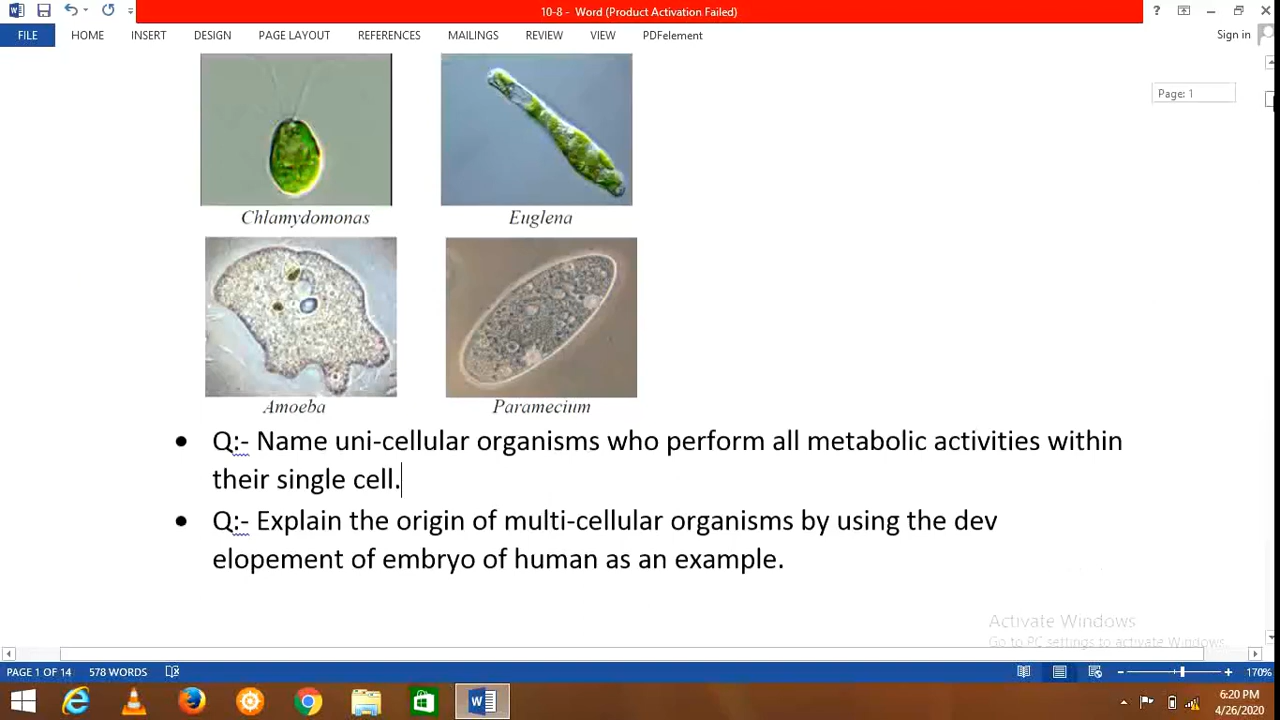 10-8 - Word (Product Activation Failed)
FILE HOME INSERT DESIGN PAGE LAYOUT REFERENCES MAILINGS REVIEW VIEW PDFelement Sign in
Page: 1
Chlamydomonas Euglena
Amoeba Paramecium
• Q:- Name uni-cellular organisms who perform all metabolic activities within
their single cell.
• Q:- Explain the origin of multi-cellular organisms by using the dev
elopement of embryo of human as an example.
Activate Windows
Go to PC settings to activate Windows.
PAGE 1 OF 14 578 WORDS 170%
6:20 PM
4/26/2020